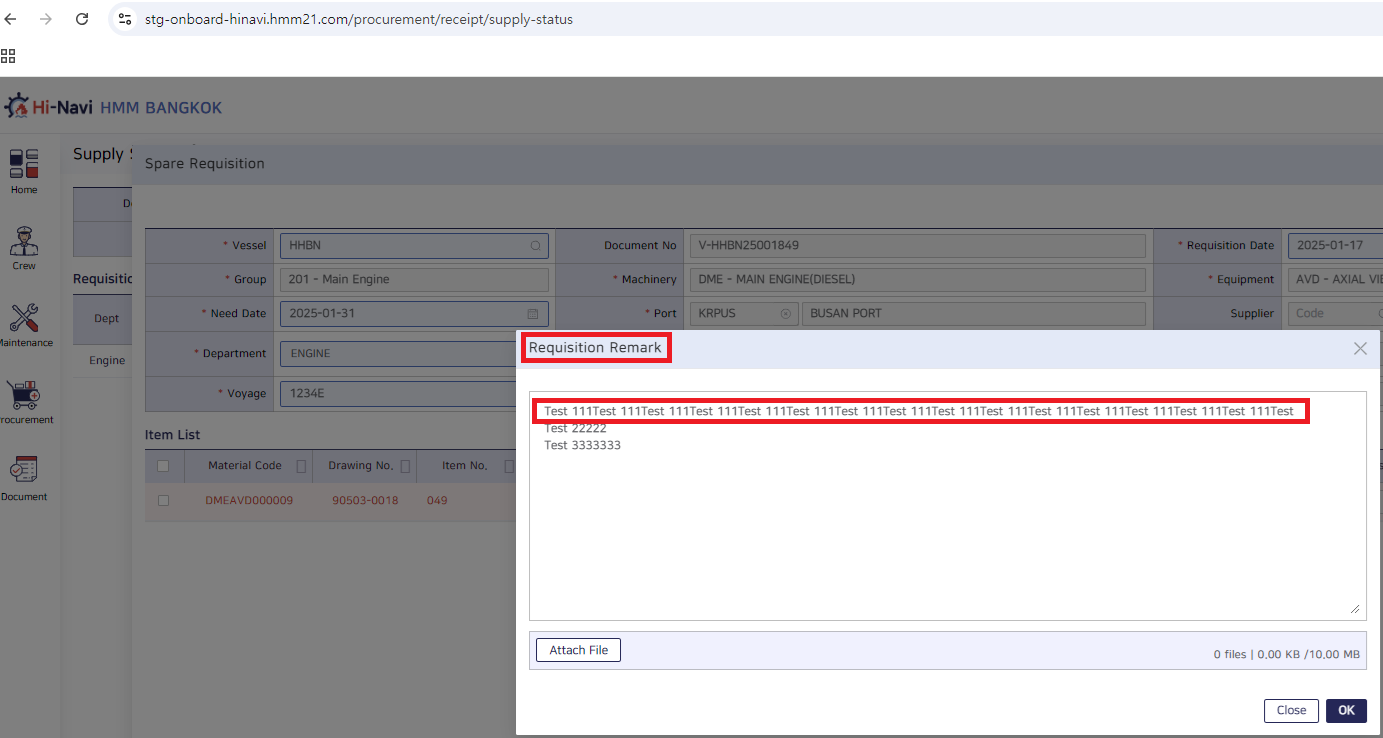 stg-onboard-hinavi.hmm21.com/procurement/receipt/supply-status
Hi-Navi HMM BANGKOK
Home
Crew
Maintenance
Procurement
Document
Supply
Requisitio
Dept
Engine
Spare Requisition
* Vessel HHBN Document No V-HHBN25001849 * Requisition Date 2025-01-17
* Group 201 - Main Engine * Machinery DME - MAIN ENGINE(DIESEL) * Equipment AVD - AXIAL VIE
* Need Date 2025-01-31 * Port KRPUS BUSAN PORT Supplier Code
* Department ENGINE
* Voyage 1234E
Item List
Material Code Drawing No. Item No.
DMEAVD000009 90503-0018 049
Requisition Remark
Test 111Test 111Test 111Test 111Test 111Test 111Test 111Test 111Test 111Test 111Test 111Test 111Test 111Test 111Test 111Test
Test 22222
Test 3333333
Attach File
0 files | 0.00 KB /10.00 MB
Close OK